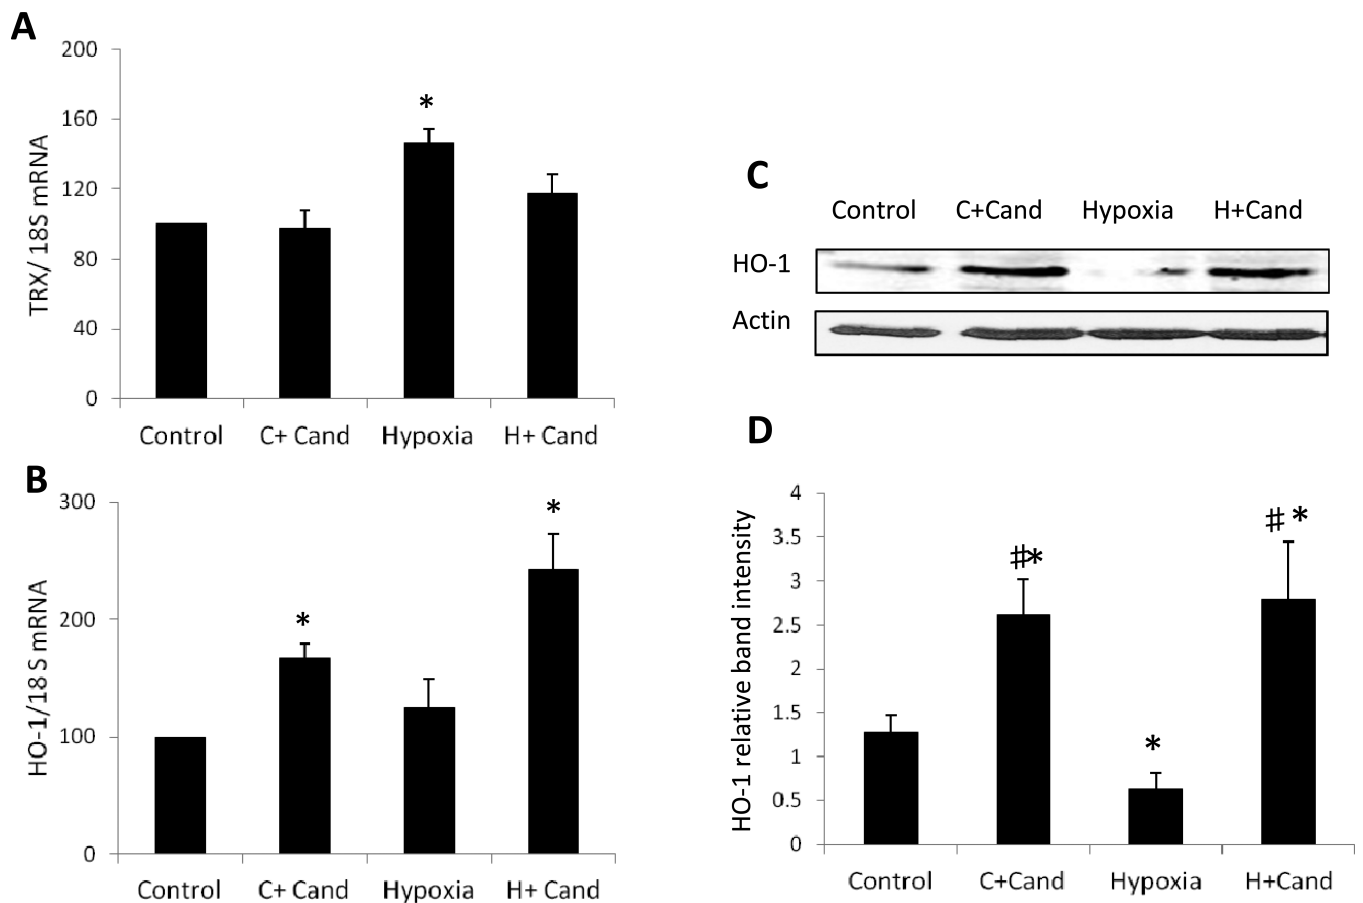 A
200
160
120
80
40
0
TRX/ 18S mRNA
*
Control C+ Cand Hypoxia H+ Cand
B
300
200
100
0
HO-1/18 S mRNA
*
*
Control C+ Cand Hypoxia H+ Cand
C
Control C+Cand Hypoxia H+Cand
HO-1
Actin
D
4
3.5
3
2.5
2
1.5
1
0.5
0
HO-1 relative band intensity
#*
*
# *
Control C+Cand Hypoxia H+Cand